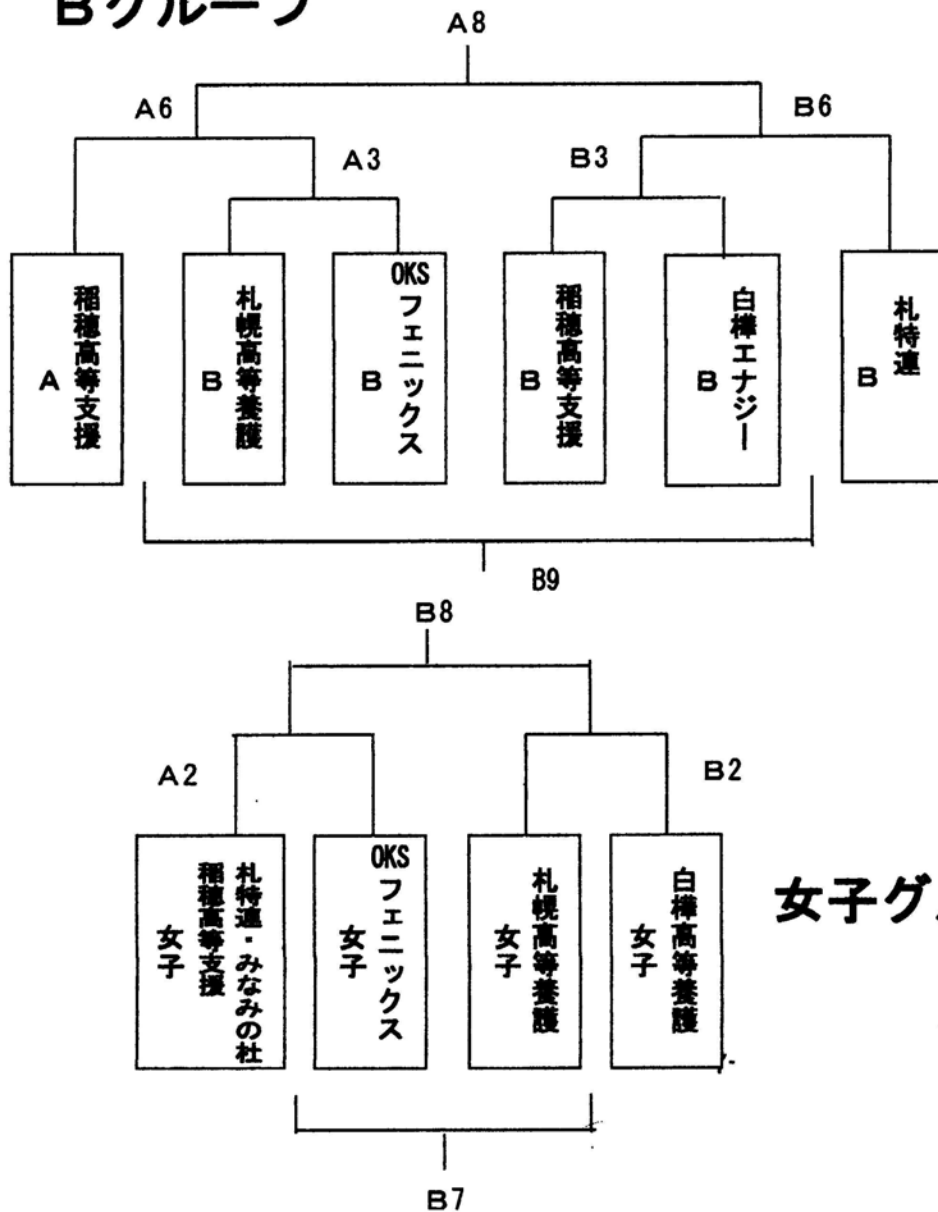 Bグループ
A8
A6
B6
A3
B3
稲穂高等支援
A
札幌高等養護
B
OKS
フェニックス
B
稲穂高等支援
B
白樺エナジー
B
札特連
B
B9
B8
A2
B2
札特連・みなみの杜
稲穂高等支援
女子
OKS
フェニックス
女子
札幌高等養護
女子
白樺高等養護
女子
女子グ
B7